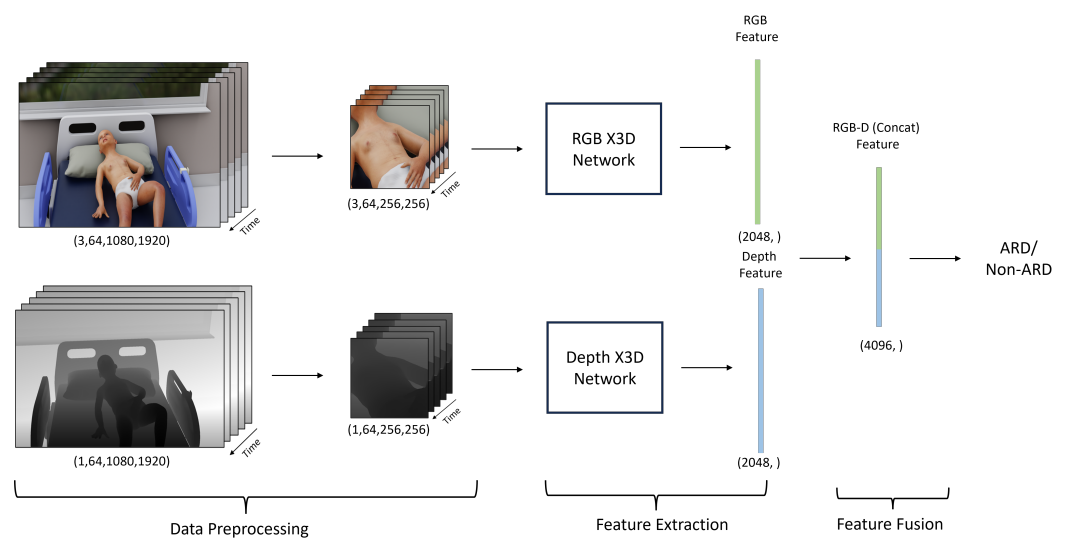 RGB
Feature
RGB X3D
Network
RGB-D (Concat)
Feature
Time
(3,64,1080,1920)
Time
(3,64,256,256)
(2048, )
Depth
Feature
ARD/
Non-ARD
Depth X3D
Network
(4096, )
Time
(1,64,1080,1920)
Time
(1,64,256,256)
(2048, )
Data Preprocessing
Feature Extraction
Feature Fusion